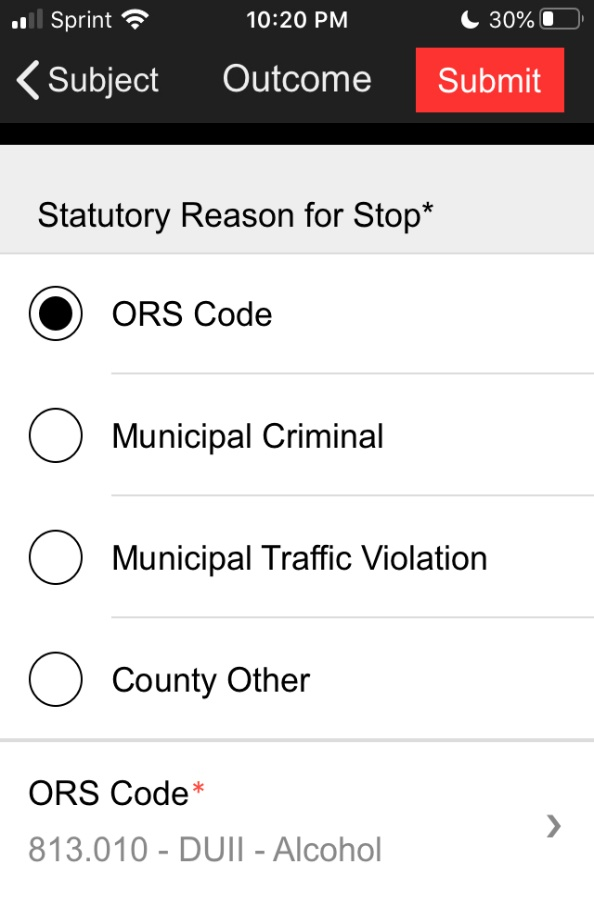 Sprint 10:20 PM 30%
Subject Outcome Submit
Statutory Reason for Stop*
ORS Code
Municipal Criminal
Municipal Traffic Violation
County Other
ORS Code*
813.010 - DUII - Alcohol